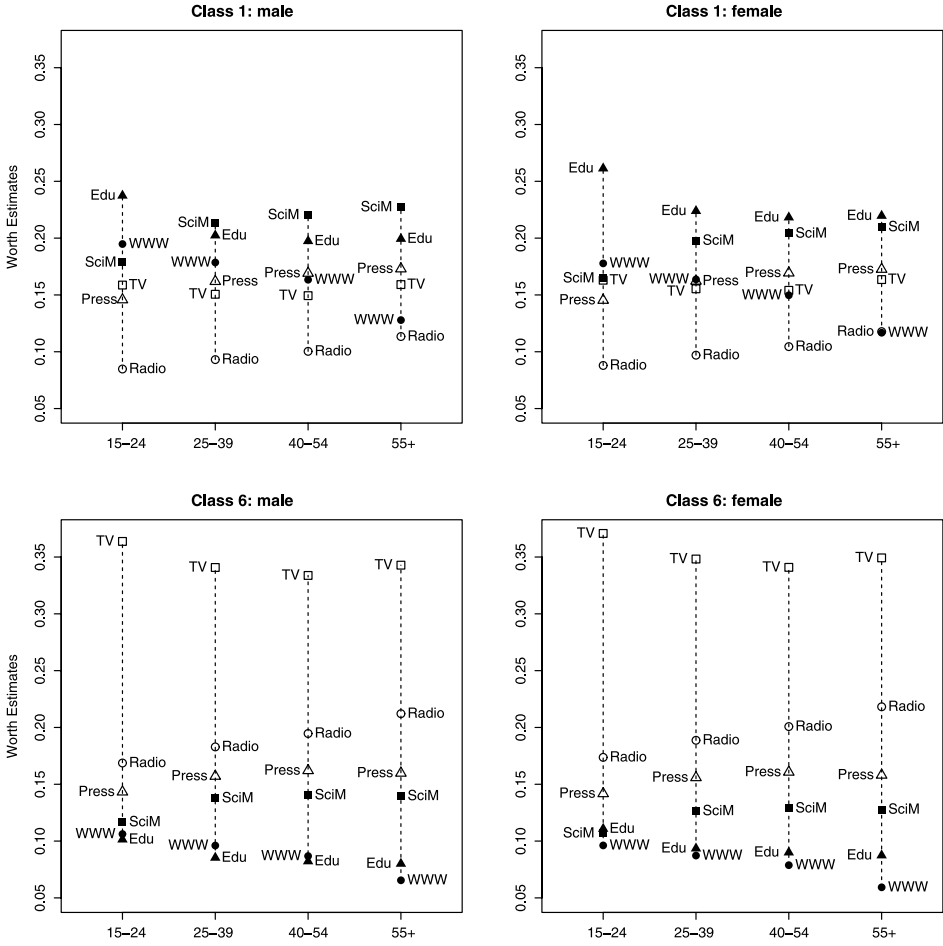 Class 1: male
Worth Estimates
0.35
0.30
0.25
0.20
0.15
0.10
0.05
Edu
WWW
SciM
TV
Press
Radio
SciM
Edu
WWW
Press
TV
Radio
SciM
Edu
Press
WWW
TV
Radio
SciM
Edu
Press
TV
WWW
Radio
15–24
25–39
40–54
55+
Class 1: female
0.35
0.30
0.25
0.20
0.15
0.10
0.05
Edu
WWW
SciM
TV
Press
Radio
Edu
SciM
WWW
Press
TV
Radio
Edu
SciM
Press
TV
WWW
Radio
Edu
SciM
Press
TV
Radio
WWW
15–24
25–39
40–54
55+
Class 6: male
Worth Estimates
0.35
0.30
0.25
0.20
0.15
0.10
0.05
TV
Radio
Press
SciM
WWW
Edu
TV
Radio
Press
SciM
WWW
Edu
TV
Radio
Press
SciM
WWW
Edu
TV
Radio
Press
SciM
Edu
WWW
15–24
25–39
40–54
55+
Class 6: female
0.35
0.30
0.25
0.20
0.15
0.10
0.05
TV
Radio
Press
Edu
SciM
WWW
TV
Radio
Press
SciM
Edu
WWW
TV
Radio
Press
SciM
Edu
WWW
TV
Radio
Press
SciM
Edu
WWW
15–24
25–39
40–54
55+